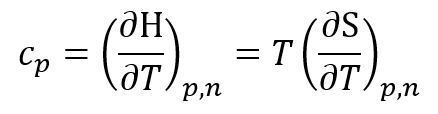 c_p = (∂H/∂T)_{p,n} = T (∂S/∂T)_{p,n}